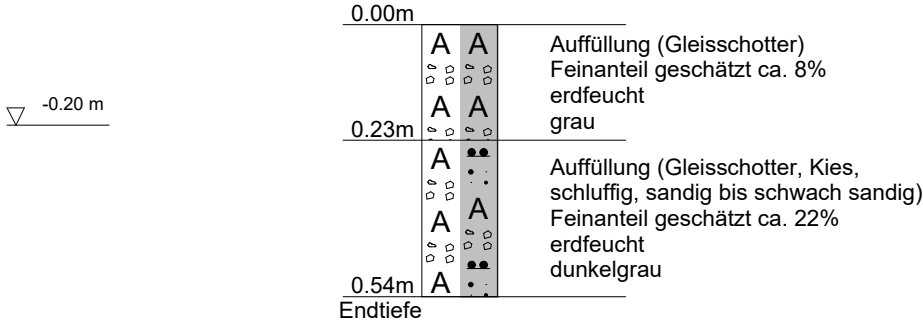 0.00m
A A
Auffüllung (Gleisschotter)
Feinanteil geschätzt ca. 8%
erdfeucht
grau
-0.20 m
A A
0.23m
A
Auffüllung (Gleisschotter, Kies,
schluffig, sandig bis schwach sandig)
Feinanteil geschätzt ca. 22%
erdfeucht
dunkelgrau
A
A
A
0.54m
Endtiefe